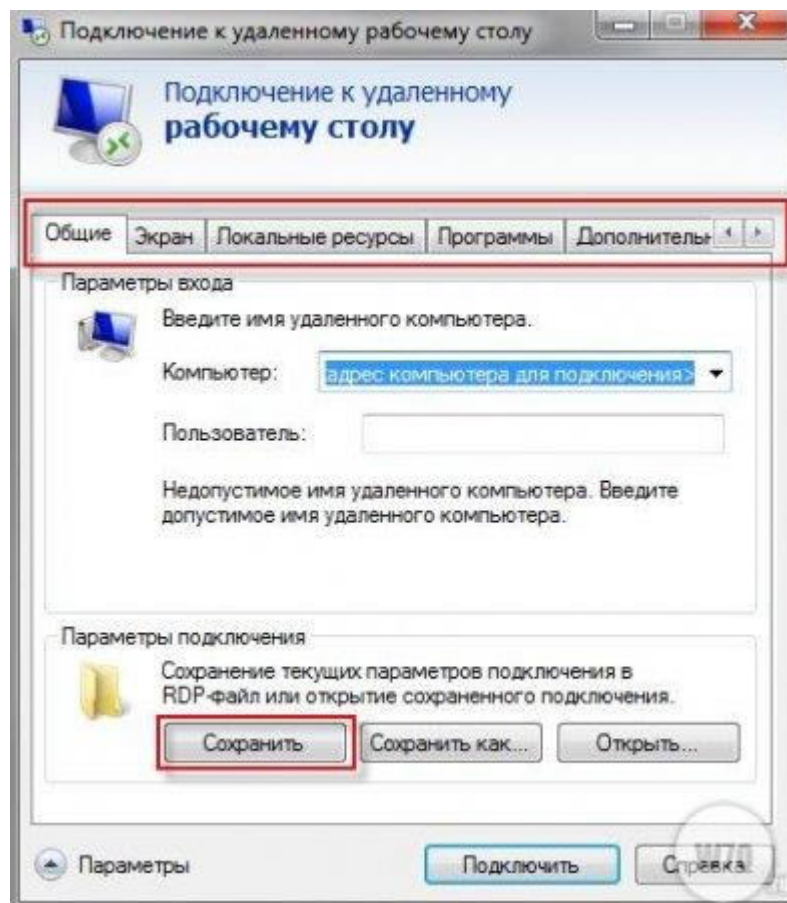 Подключение к удаленному рабочему столу
Подключение к удаленному
рабочему столу
Общие Экран Локальные ресурсы Программы Дополнительн
Параметры входа
Введите имя удаленного компьютера.
Компьютер: адрес компьютера для подключения>
Пользователь:
Недопустимое имя удаленного компьютера. Введите
допустимое имя удаленного компьютера.
Параметры подключения
Сохранение текущих параметров подключения в
RDP-файл или открытие сохраненного подключения.
Сохранить Сохранить как... Открыть...
Параметры Подключить Справка